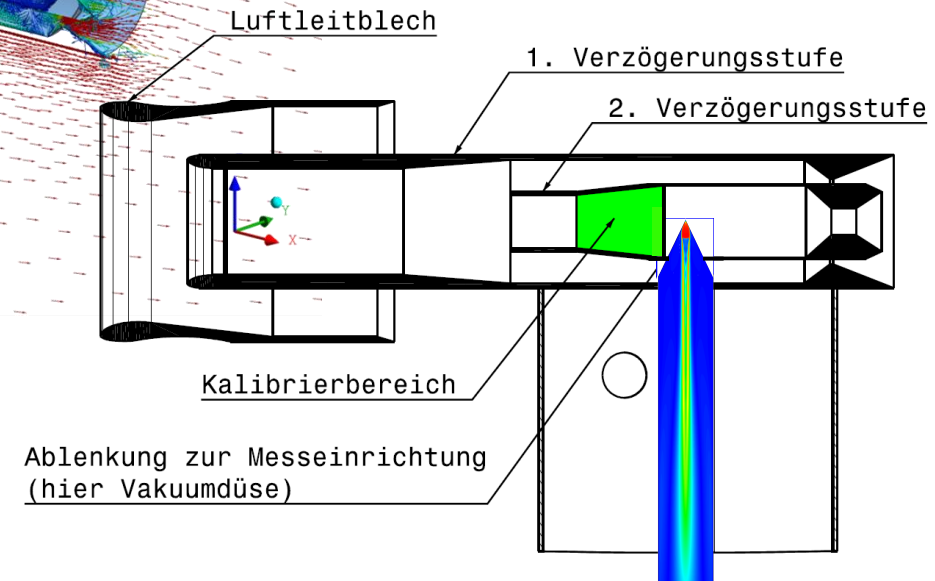 Luftleitblech
1. Verzögerungsstufe
2. Verzögerungsstufe
Y
X
Kalibrierbereich
Ablenkung zur Messeinrichtung
(hier Vakuumdüse)